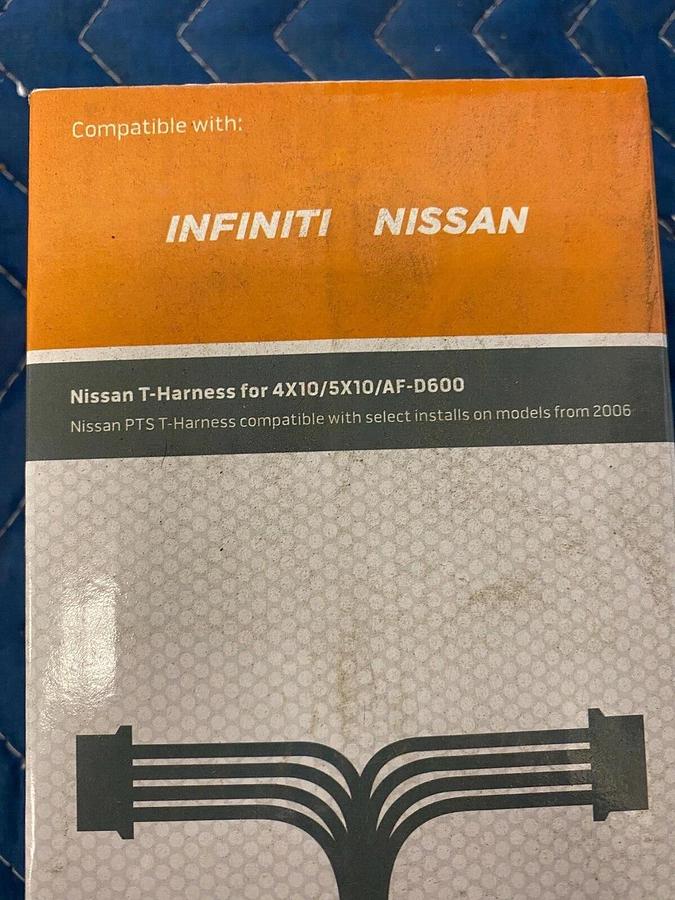 Compatible with:
INFINITI NISSAN
Nissan T-Harness for 4X10/5X10/AF-D600
Nissan PTS T-Harness compatible with select installs on models from 2006